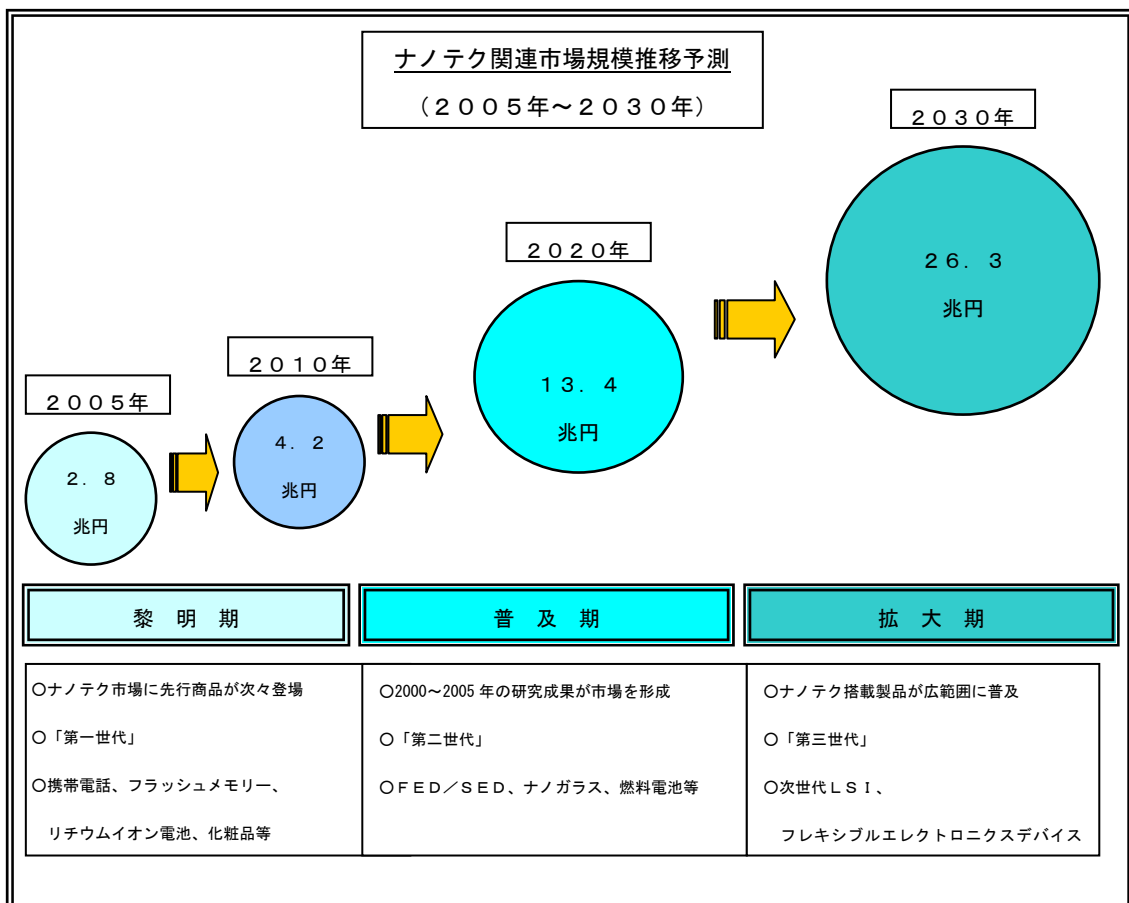 ナノテク関連市場規模推移予測
（２００５年～２０３０年）
２０３０年
２６．３
兆円
２０２０年
１３．４
兆円
２０１０年
４．２
兆円
２００５年
２．８
兆円
黎　明　期
普　及　期
拡　大　期
○ナノテク市場に先行商品が次々登場
○「第一世代」
○携帯電話、フラッシュメモリー、
リチウムイオン電池、化粧品等
○2000～2005年の研究成果が市場を形成
○「第二世代」
○ＦＥＤ／ＳＥＤ、ナノガラス、燃料電池等
○ナノテク搭載製品が広範囲に普及
○「第三世代」
○次世代ＬＳＩ、
フレキシブルエレクトロニクスデバイス